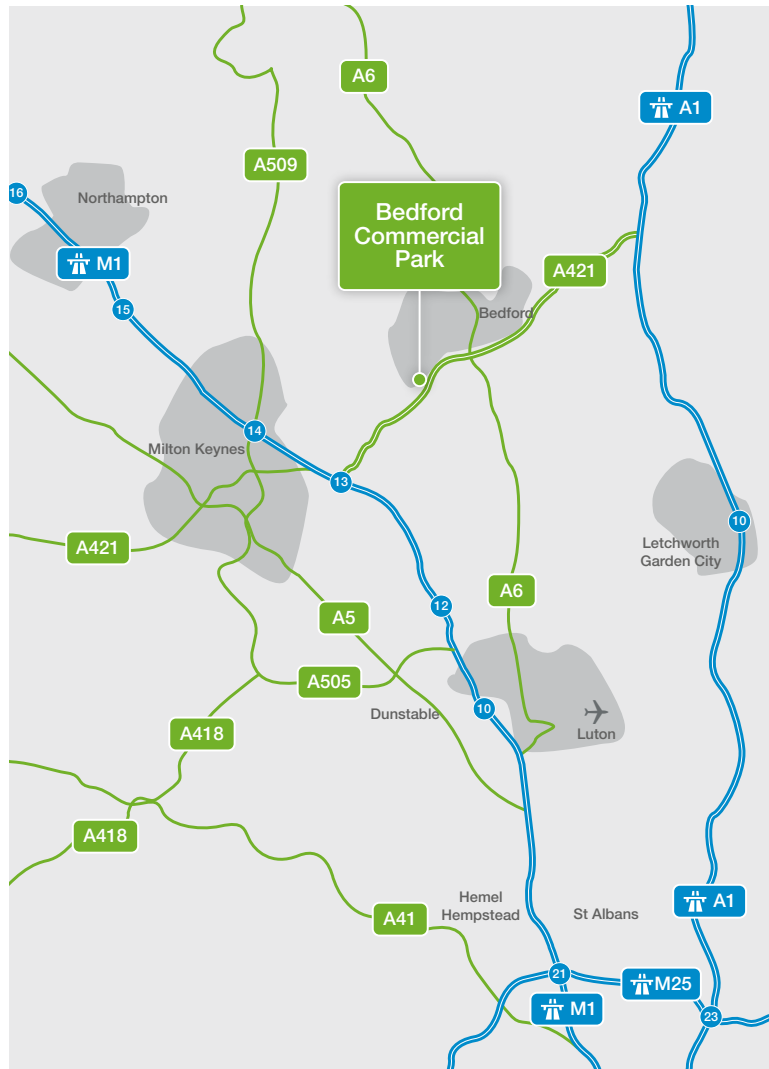 A6
A1
A509
16
Northampton
Bedford
Commercial
Park
M1
A421
15
Bedford
14
Milton Keynes
13
10
A421
Letchworth
Garden City
A6
12
A5
A505
10
Dunstable
A418
Luton
A418
Hemel
Hempstead
A41
St Albans
A1
21
M25
M1
23